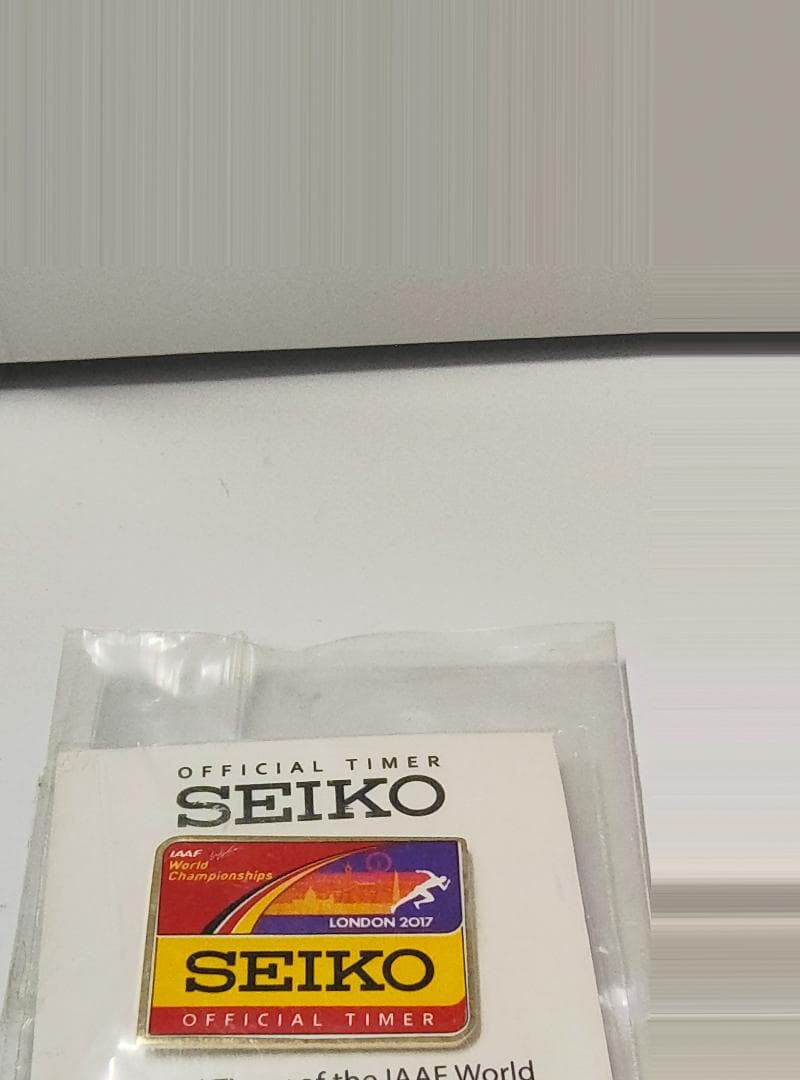 OFFICIAL TIMER
SEIKO
IAAF
World
Championships
LONDON 2017
SEIKO
OFFICIAL TIMER
of the IAAF World